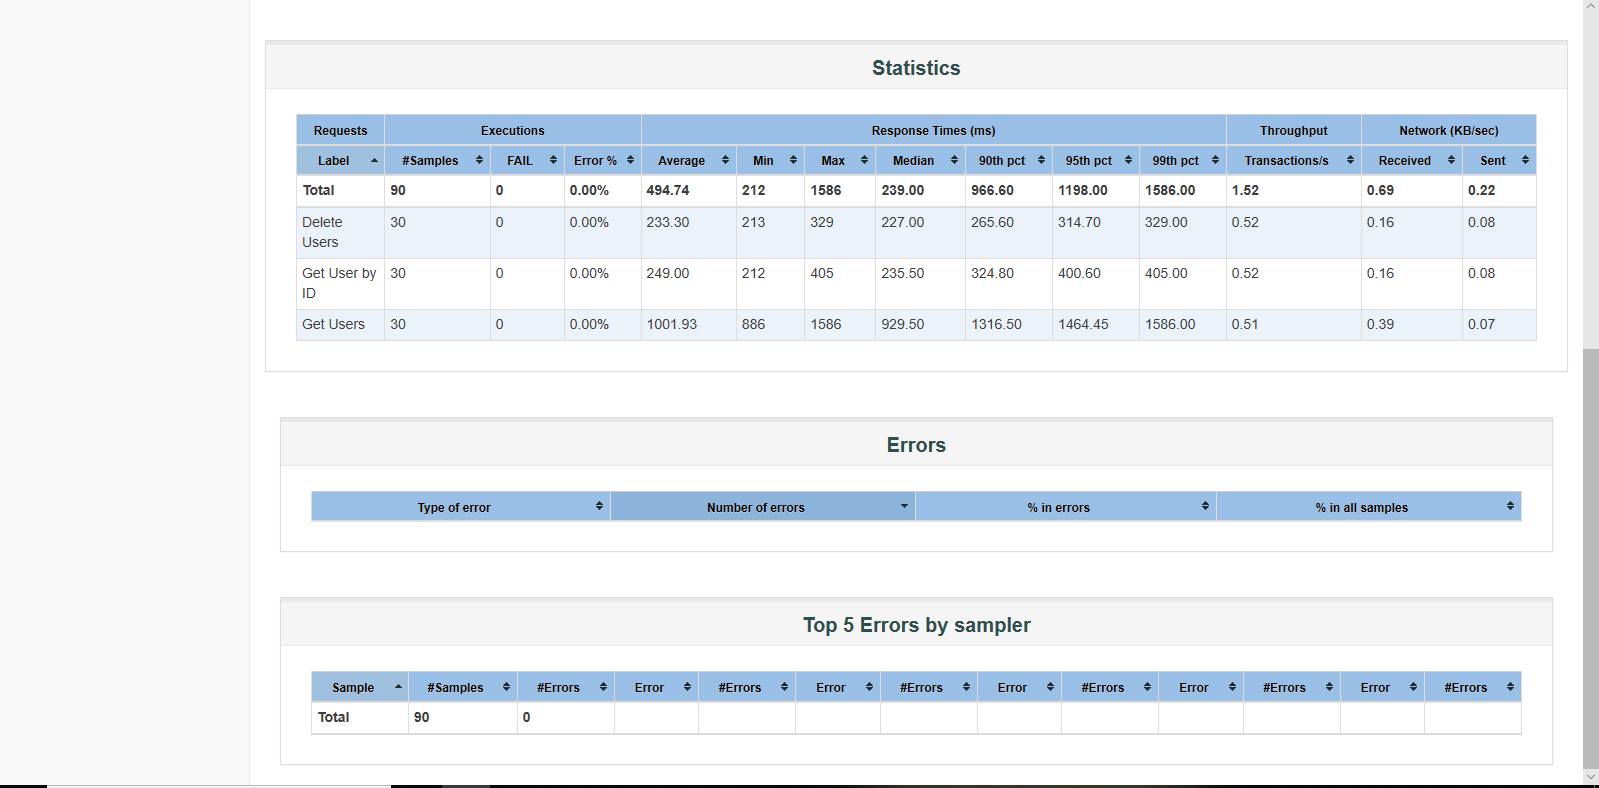 Statistics
Requests Executions Response Times (ms) Throughput Network (KB/sec)
Label #Samples FAIL Error % Average Min Max Median 90th pct 95th pct 99th pct Transactions/s Received Sent
Total 90 0 0.00% 494.74 212 1586 239.00 966.60 1198.00 1586.00 1.52 0.69 0.22
Delete Users 30 0 0.00% 233.30 213 329 227.00 265.60 314.70 329.00 0.52 0.16 0.08
Get User by ID 30 0 0.00% 249.00 212 405 235.50 324.80 400.60 405.00 0.52 0.16 0.08
Get Users 30 0 0.00% 1001.93 886 1586 929.50 1316.50 1464.45 1586.00 0.51 0.39 0.07
Errors
Type of error Number of errors % in errors % in all samples
Top 5 Errors by sampler
Sample #Samples #Errors Error #Errors Error #Errors Error #Errors Error #Errors Error #Errors
Total 90 0